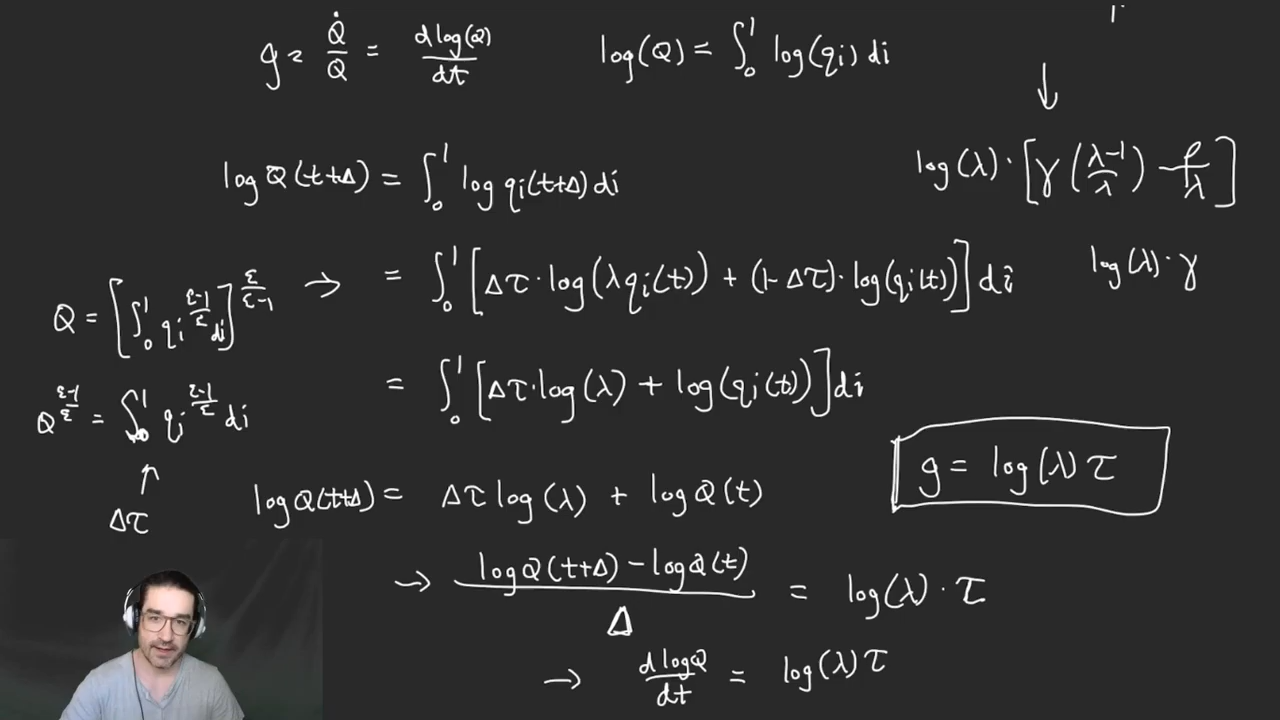 g = Q̇/Q = dlog(Q)/dt
log(Q) = ∫₀¹ log(qi) di
log Q(t+Δ) = ∫₀¹ log qi(t+Δ) di
log(λ) · [γ(λ-1/λ) - ρ/λ]
= ∫₀¹ [Δτ · log(λqi(t)) + (1-Δτ) · log(qi(t))] di
log(λ) · γ
Q = [∫₀¹ qi^(ε-1/ε) di]^(ε/ε-1) →
= ∫₀¹ [Δτ·log(λ) + log(qi(t))] di
Q^(ε-1/ε) = ∫₀¹ qi^(ε-1/ε) di
g = log(λ) τ
log Q(t+Δ) = Δτ log(λ) + log Q(t)
↑
Δτ
→ log Q(t+Δ) - log Q(t) / Δ = log(λ) · τ
→ d log Q/dt = log(λ) τ